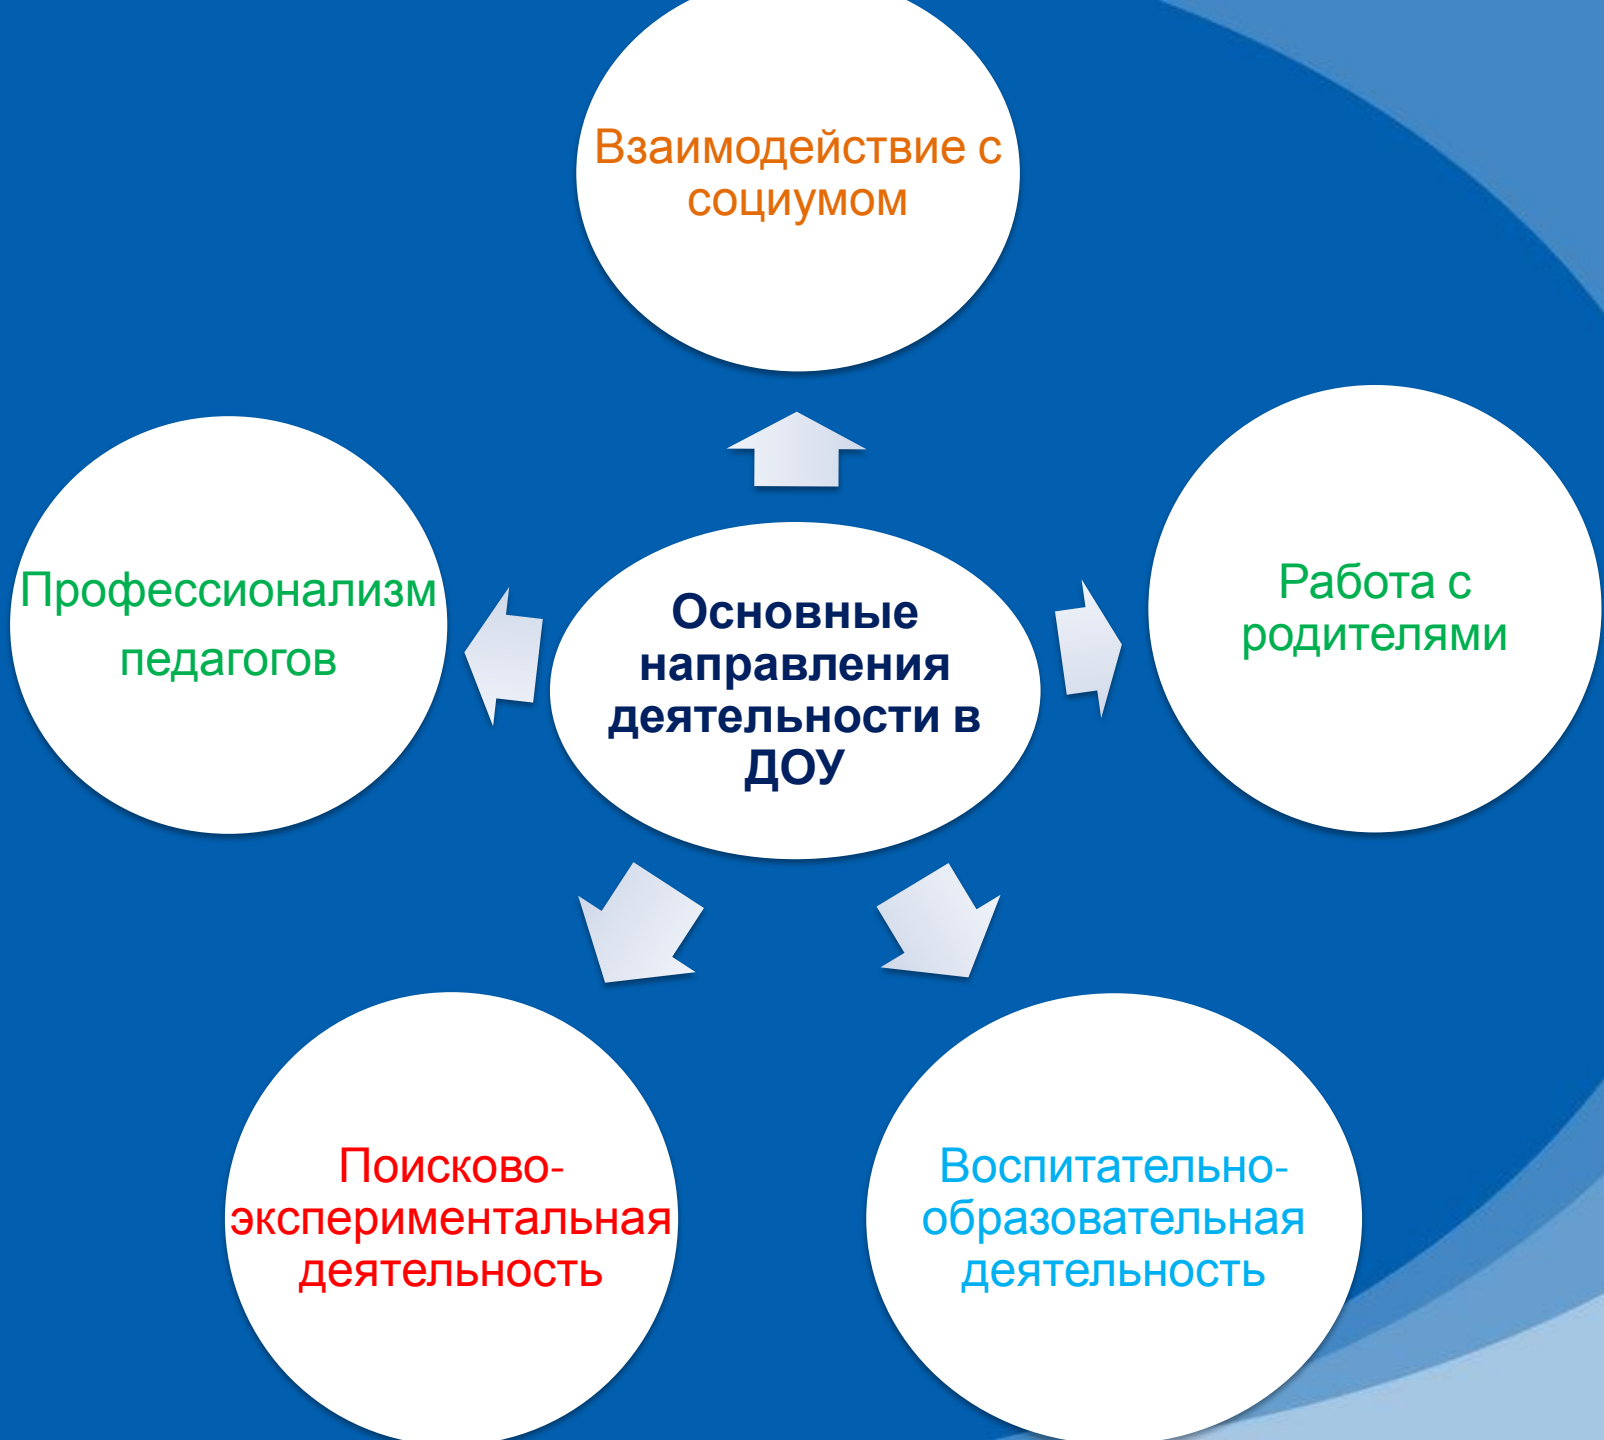 Взаимодействие с
социумом
Профессионализм
педагогов
Основные
направления
деятельности в
ДОУ
Работа с
родителями
Поисково-
экспериментальная
деятельность
Воспитательно-
образовательная
деятельность